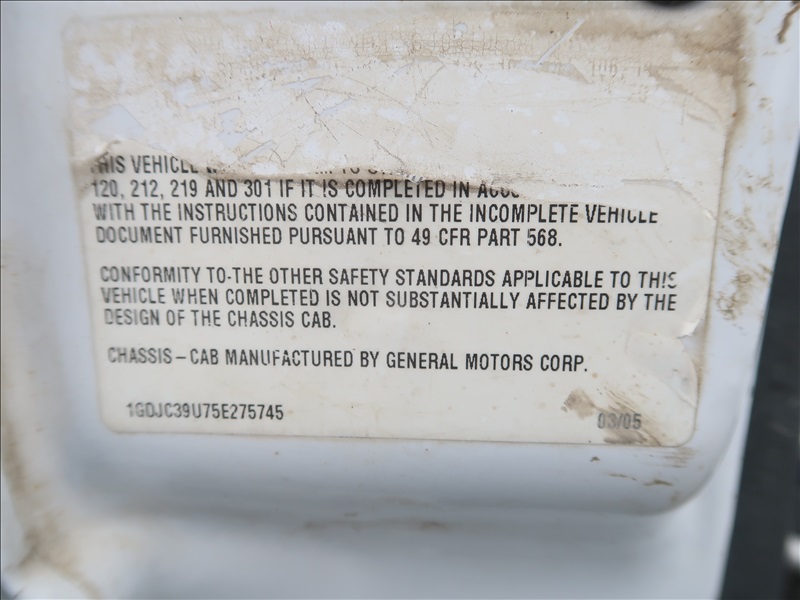 THIS VEHICLE
120, 212, 219 AND 301 IF IT IS COMPLETED IN
WITH THE INSTRUCTIONS CONTAINED IN THE INCOMPLETE VEHICLE
DOCUMENT FURNISHED PURSUANT TO 49 CFR PART 568.
CONFORMITY TO-THE OTHER SAFETY STANDARDS APPLICABLE TO THIS
VEHICLE WHEN COMPLETED IS NOT SUBSTANTIALLY AFFECTED BY THE
DESIGN OF THE CHASSIS CAB.
CHASSIS-CAB MANUFACTURED BY GENERAL MOTORS CORP.
1GDJC39U75E275745
03/05